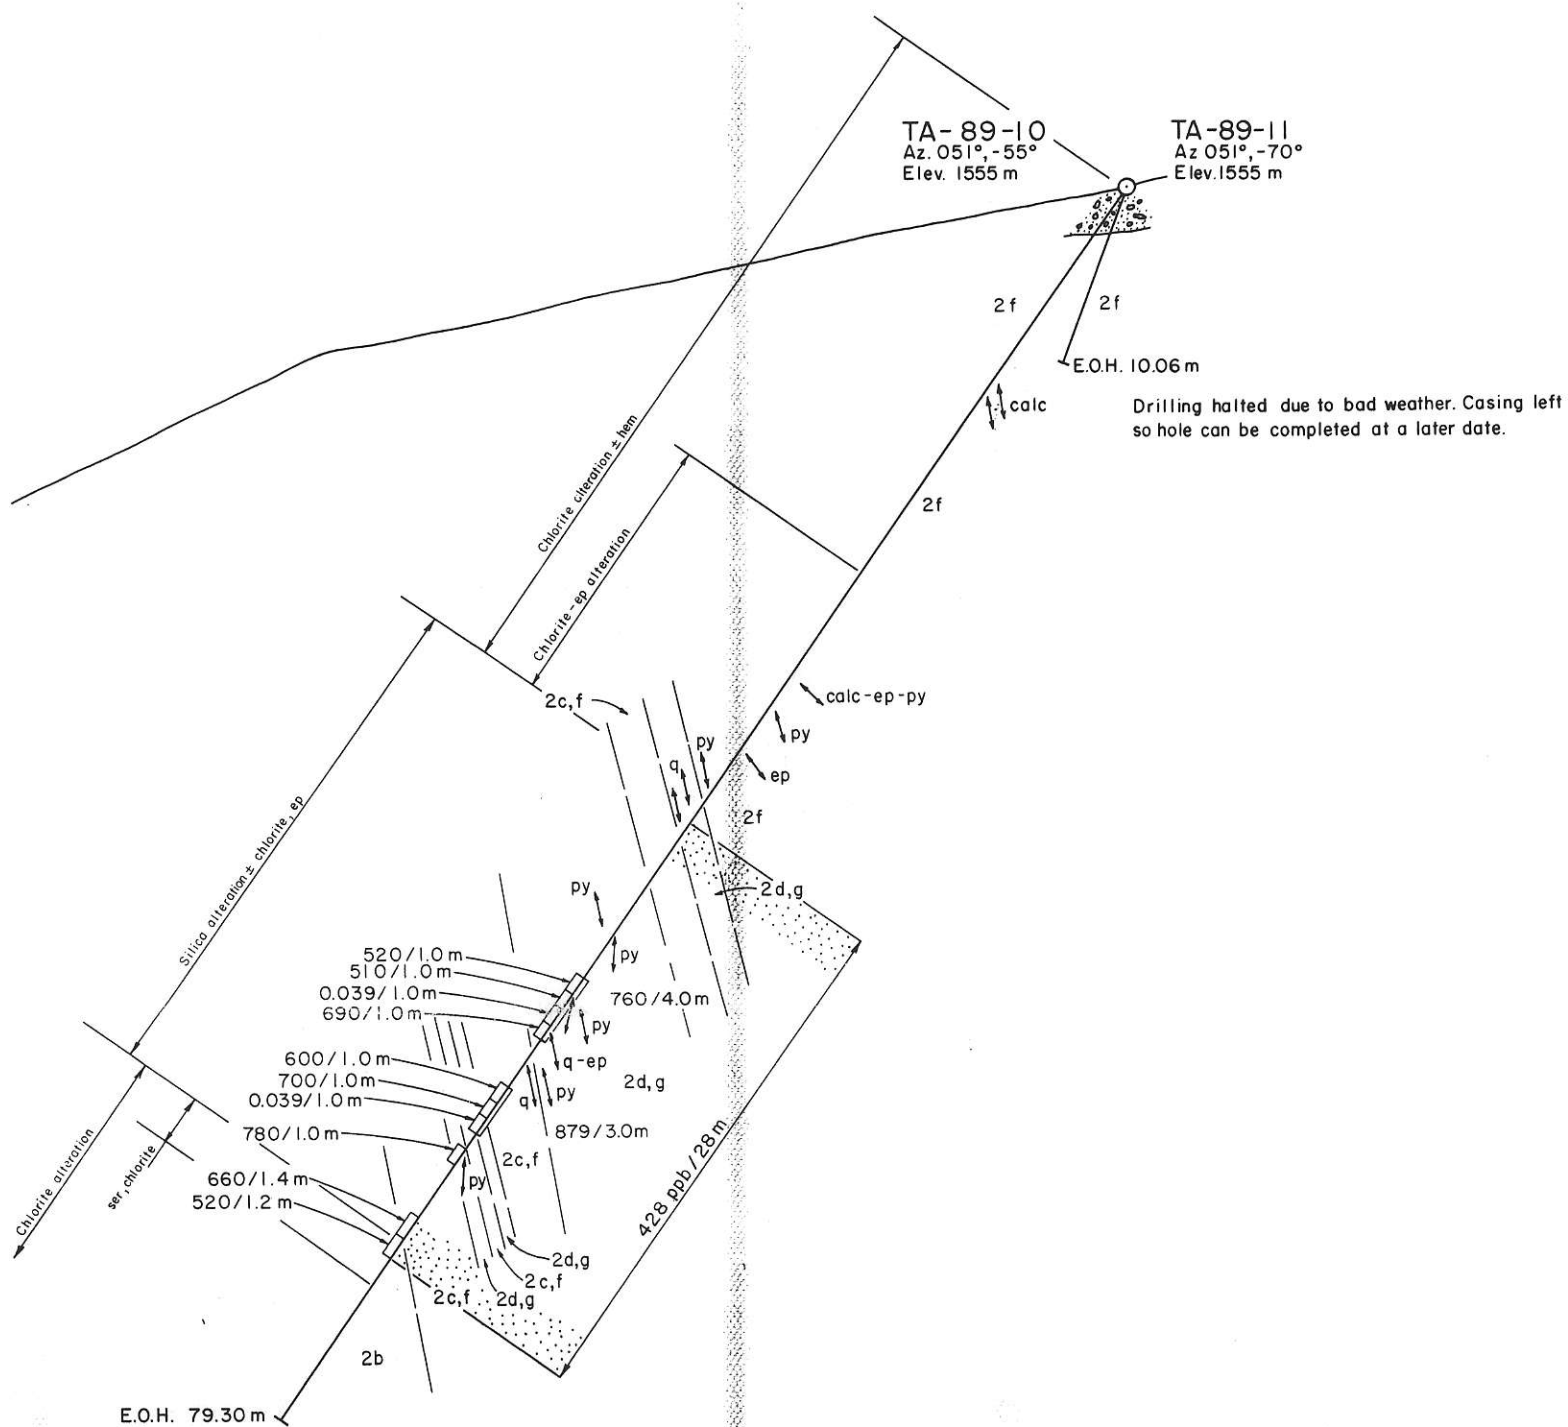 TA-89-10
Az. 051°, -55°
Elev. 1555 m
TA-89-11
Az 051°, -70°
Elev. 1555 m
2f
2f
E.O.H. 10.06 m
calc
Drilling halted due to bad weather. Casing left
so hole can be completed at a later date.
Chlorite alteration ± hem
2f
Chlorite-ep alteration
calc-ep-py
2c,f
py
py
q
ep
2f
Silica alteration ± chlorite, ep
2d,g
py
520/1.0 m
py
510/1.0 m
0.039/1.0 m
760/4.0 m
690/1.0 m
py
600/1.0 m
q-ep
700/1.0 m
2d,g
0.039/1.0 m
q
py
780/1.0 m
879/3.0 m
2c,f
Chlorite alteration
ser, chlorite
660/1.4 m
py
520/1.2 m
428 ppb/28 m
2d,g
2c,f
2c,f
2d,g
2b
E.O.H. 79.30 m